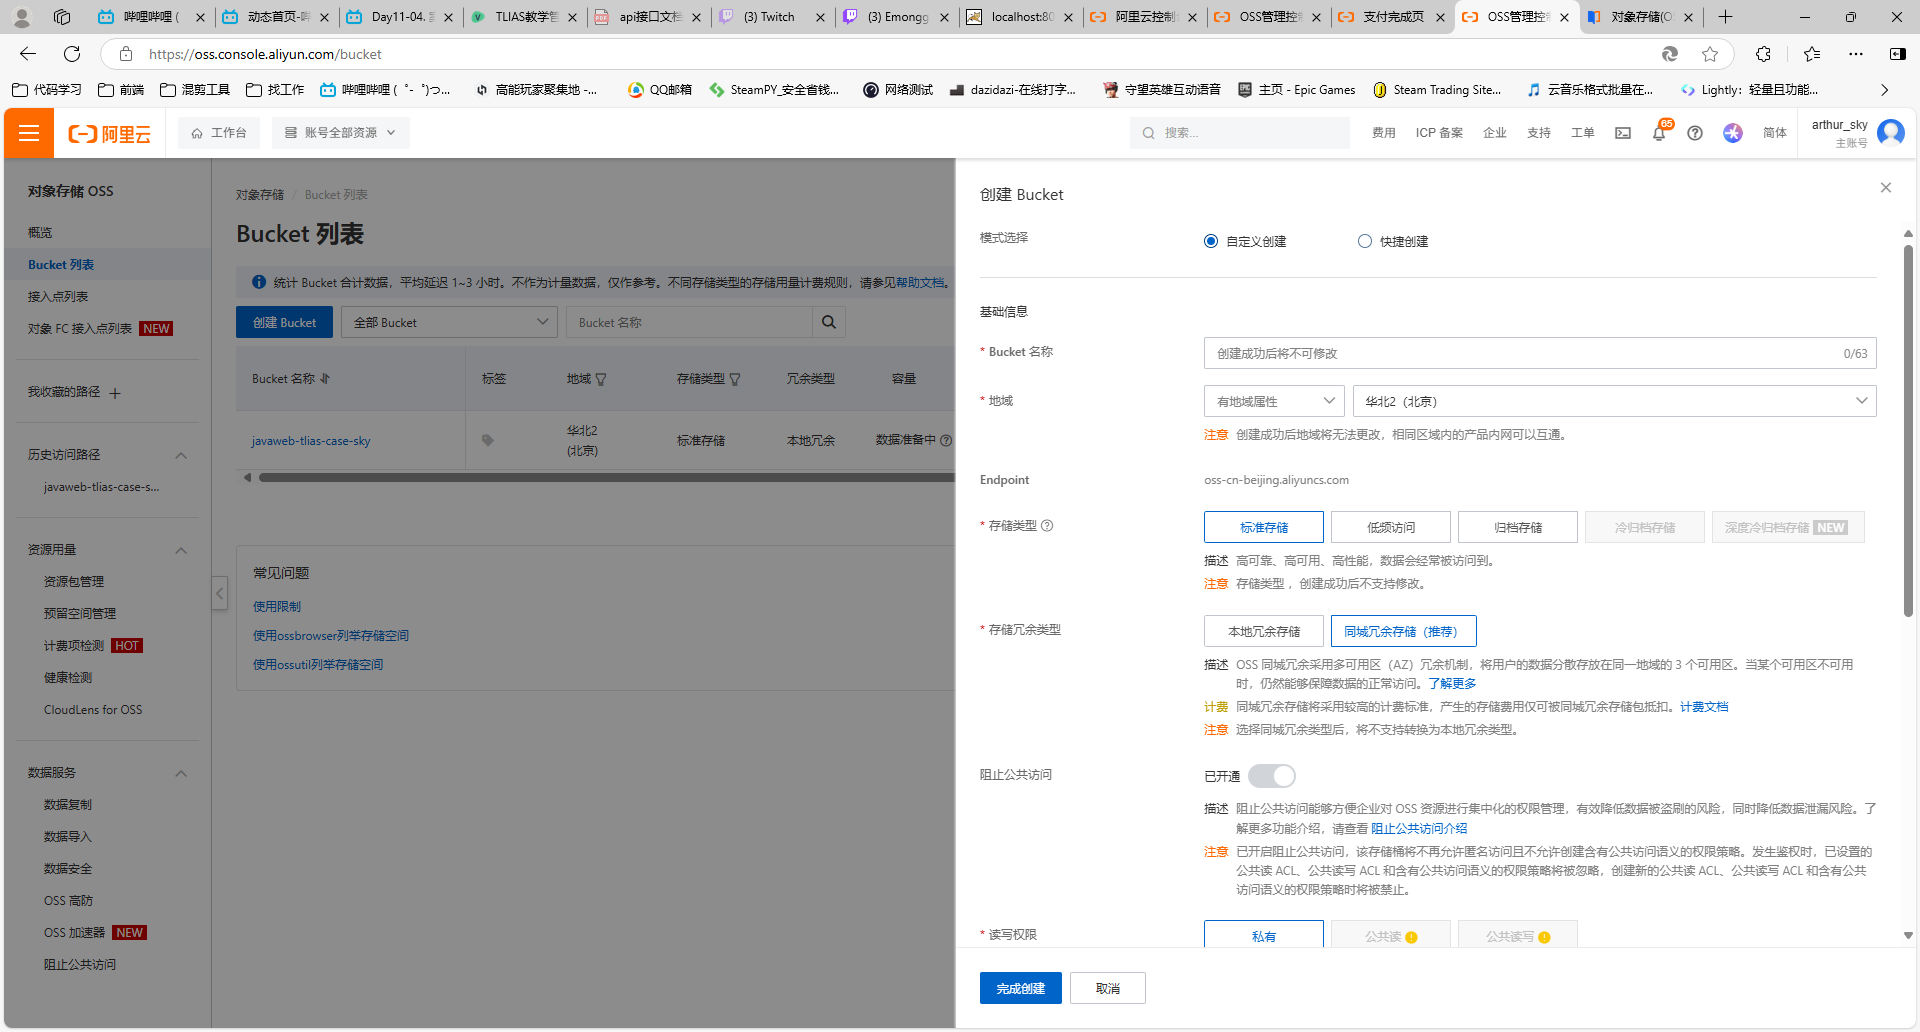 哔哩哔哩 (
动态首页-哔
Day11-04.
TLIAS教学管
api接口文档
(3) Twitch
(3) Emongg
localhost:80
阿里云控制台
OSS管理控制
支付完成页
OSS管理控制
对象存储(O
https://oss.console.aliyun.com/bucket
代码学习
前端
混剪工具
找工作
哔哩哔哩 (゜-゜)つ...
高能玩家聚集地 -...
QQ邮箱
SteamPY_安全省钱...
网络测试
dazidazi-在线打字...
守望英雄互动语音
主页 - Epic Games
Steam Trading Site...
云音乐格式批量在...
Lightly：轻量且功能...
阿里云
工作台
账号全部资源
搜索...
费用
ICP 备案
企业
支持
工单
65
简体
arthur_sky
主账号
对象存储 OSS
概览
Bucket 列表
接入点列表
对象 FC 接入点列表 NEW
我收藏的路径
历史访问路径
javaweb-tlias-case-s...
资源用量
资源包管理
预留空间管理
计费项检测 HOT
健康检测
CloudLens for OSS
数据服务
数据复制
数据导入
数据安全
OSS 高防
OSS 加速器 NEW
阻止公共访问
对象存储 / Bucket 列表
Bucket 列表
统计 Bucket 合计数据，平均延迟 1~3 小时。不作为计量数据，仅作参考。不同存储类型的存储用量计费规则，请参见帮助文档。
创建 Bucket
全部 Bucket
Bucket 名称
Bucket 名称
标签
地域
存储类型
冗余类型
容量
javaweb-tlias-case-sky
华北2
(北京)
标准存储
本地冗余
数据准备中
常见问题
使用限制
使用ossbrowser列举存储空间
使用ossutil列举存储空间
创建 Bucket
模式选择
自定义创建
快捷创建
基础信息
* Bucket 名称
创建成功后将不可修改
0/63
* 地域
有地域属性
华北2（北京）
注意 创建成功后地域将无法更改，相同区域内的产品内网可以互通。
Endpoint
oss-cn-beijing.aliyuncs.com
* 存储类型
标准存储
低频访问
归档存储
冷归档存储
深度冷归档存储 NEW
描述 高可靠、高可用、高性能，数据会经常被访问到。
注意 存储类型 ，创建成功后不支持修改。
* 存储冗余类型
本地冗余存储
同城冗余存储（推荐）
描述 OSS 同城冗余采用多可用区（AZ）冗余机制，将用户的数据分散存放在同一地域的 3 个可用区。当某个可用区不可用
时，仍然能够保障数据的正常访问。了解更多
计费 同城冗余存储将采用较高的计费标准，产生的存储费用仅可被同城冗余存储包抵扣。计费文档
注意 选择同城冗余类型后，将不支持转换为本地冗余类型。
阻止公共访问
已开通
描述 阻止公共访问能够方便企业对 OSS 资源进行集中化的权限管理，有效降低数据被盗刷的风险，同时降低数据泄漏风险。了
解更多功能介绍，请查看 阻止公共访问介绍
注意 已开启阻止公共访问，该存储桶将不再允许匿名访问且不允许创建含有公共访问语义的权限策略。发生鉴权时，已设置的
公共读 ACL、公共读写 ACL 和含有公共访问语义的权限策略将被忽略，创建新的公共读 ACL、公共读写 ACL 和含有公共
访问语义的权限策略时将被禁止。
* 读写权限
私有
公共读
公共读写
完成创建
取消